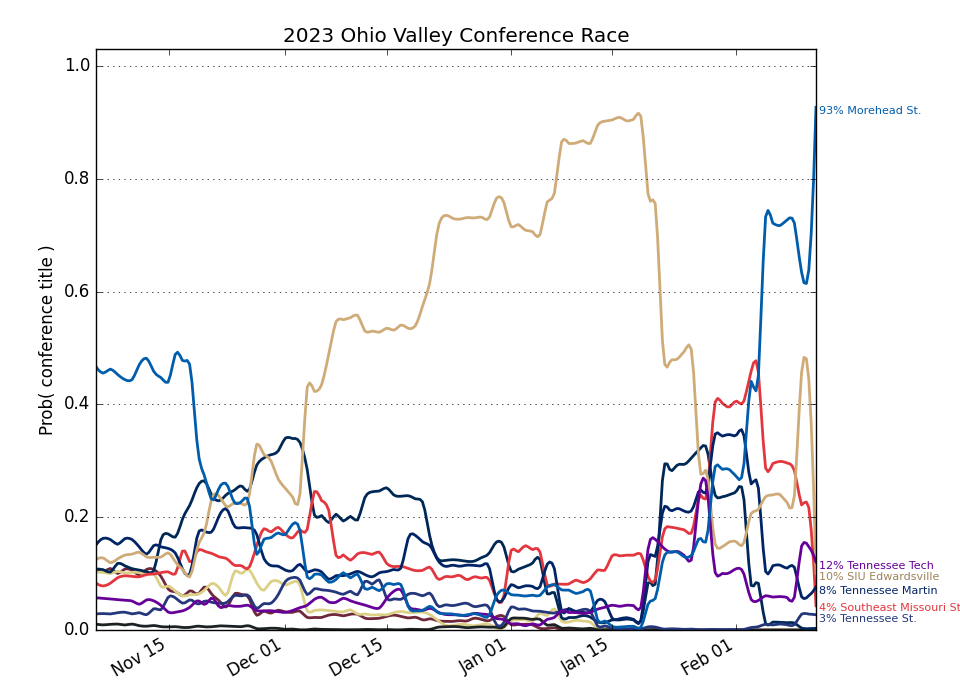 2023 Ohio Valley Conference Race
Prob( conference title )
1.0
0.8
0.6
0.4
0.2
0.0
Nov 15
Dec 01
Dec 15
Jan 01
Jan 15
Feb 01
93% Morehead St.
12% Tennessee Tech
10% SIU Edwardsville
8% Tennessee Martin
4% Southeast Missouri St
3% Tennessee St.